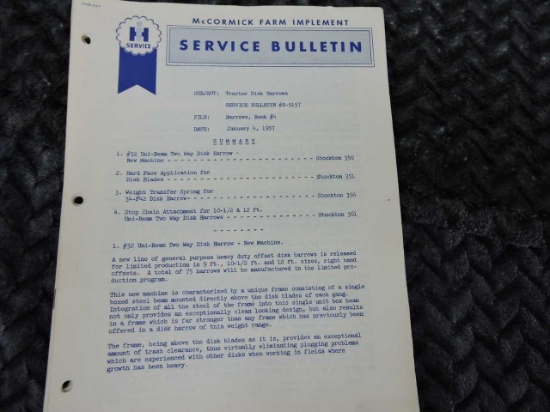 McCORMICK FARM IMPLEMENT
IH
SERVICE
SERVICE BULLETIN
SUBJECT: Tractor Disk Harrows
SERVICE BULLETIN #S-9157
FILE: Harrows, Book #4
DATE: January 4, 1957
SUMMARY
1. #32 Uni-Beam Two Way Disk Harrow -
New Machine - - - - - - - - - - - - - - - - - - - - - - Stockton 350
2. Hard Face Application for
Disk Blades - - - - - - - - - - - - - - - - - - - - - - Stockton 351
3. Weight Transfer Spring for
34-F42 Disk Harrow- - - - - - - - - - - - - - - - - - - Stockton 356
4. Stop Chain Attachment for 10-1/2 & 12 ft.
Uni-Beam Two Way Disk Harrows - - - - - - - - - - - - - Stockton 361
- - - - - - - -
1. #32 Uni-Beam Two Way Disk Harrow - New Machine.
A new line of general purpose heavy duty offset disk harrows is released
for limited production in 9 ft., 10-1/2 ft. and 12 ft. sizes, right hand
offsets. A total of 75 harrows will be manufactured in the limited pro-
duction program.
This new machine is characterized by a unique frame consisting of a single
boxed steel beam mounted directly above the disk blades of each gang.
Integration of all the steel of the frame into this single unit box beam
not only provides an exceptionally clean looking design, but also results
in a frame which is far stronger than any frame which has previously been
offered in a disk harrow of this weight range.
The frame, being above the disk blades as it is, provides an exceptional
amount of trash clearance, thus virtually eliminating plugging problems
which are experienced with other disks when working in fields where
growth has been heavy.